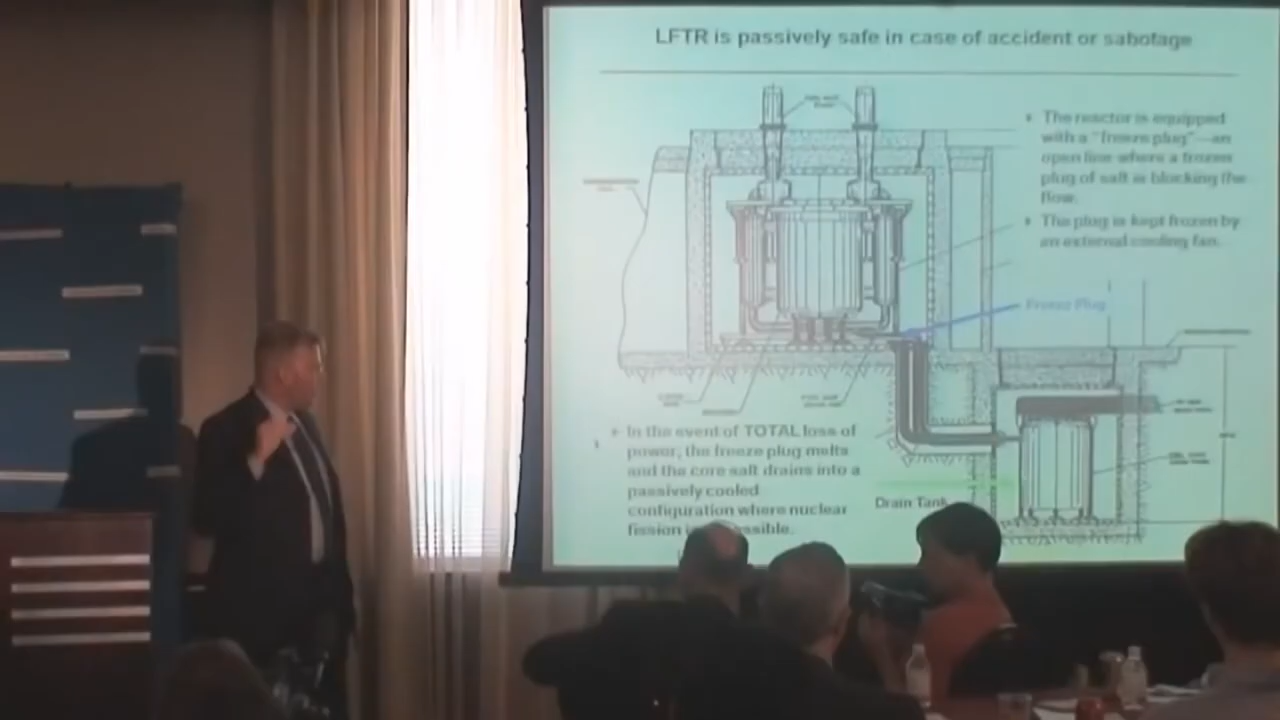 LFTR is passively safe in case of accident or sabotage
The reactor is equipped
with a "freeze plug"—an
open line where a frozen
plug of salt is blocking the
flow.
The plug is kept frozen by
an external cooling fan.
Freeze Plug
In the event of TOTAL loss of
power, the freeze plug melts
and the core salt drains into a
passively cooled
configuration where nuclear
fission
Drain Tank